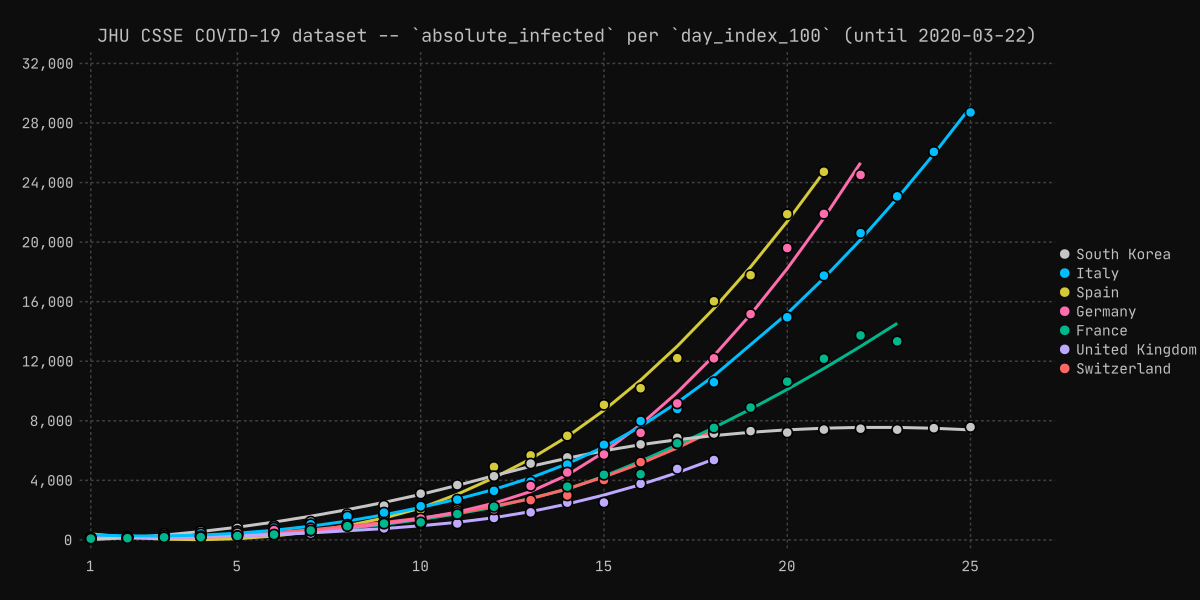 JHU CSSE COVID-19 dataset -- `absolute_infected` per `day_index_100` (until 2020-03-22)
32,000
28,000
24,000
20,000
16,000
12,000
8,000
4,000
0
1 5 10 15 20 25
South Korea
Italy
Spain
Germany
France
United Kingdom
Switzerland